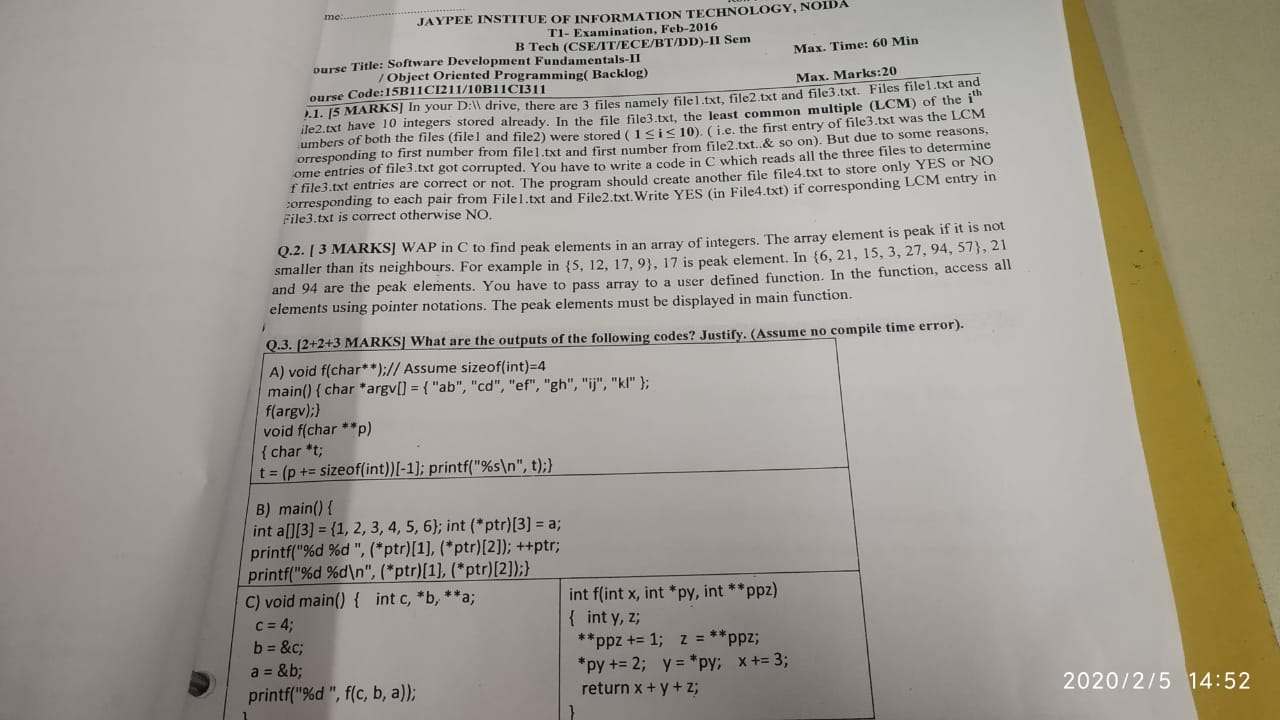 me:
JAYPEE INSTITUE OF INFORMATION TECHNOLOGY, NOIDA
T1- Examination, Feb-2016
B Tech (CSE/IT/ECE/BT/DD)-II Sem
ourse Title: Software Development Fundamentals-II Max. Time: 60 Min
/ Object Oriented Programming( Backlog)
ourse Code:15B11CI211/10B11CI311 Max. Marks:20
.1. [5 MARKS] In your D:\\ drive, there are 3 files namely file1.txt, file2.txt and file3.txt. Files file1.txt and
ile2.txt have 10 integers stored already. In the file file3.txt, the least common multiple (LCM) of the ith
umbers of both the files (file1 and file2) were stored ( 1 ≤ i ≤ 10). ( i.e. the first entry of file3.txt was the LCM
orresponding to first number from file1.txt and first number from file2.txt..& so on). But due to some reasons,
ome entries of file3.txt got corrupted. You have to write a code in C which reads all the three files to determine
f file3.txt entries are correct or not. The program should create another file file4.txt to store only YES or NO
corresponding to each pair from File1.txt and File2.txt.Write YES (in File4.txt) if corresponding LCM entry in
File3.txt is correct otherwise NO.
Q.2. [ 3 MARKS] WAP in C to find peak elements in an array of integers. The array element is peak if it is not
smaller than its neighbours. For example in {5, 12, 17, 9}, 17 is peak element. In {6, 21, 15, 3, 27, 94, 57}, 21
and 94 are the peak elements. You have to pass array to a user defined function. In the function, access all
elements using pointer notations. The peak elements must be displayed in main function.
Q.3. [2+2+3 MARKS] What are the outputs of the following codes? Justify. (Assume no compile time error).
A) void f(char**);// Assume sizeof(int)=4
main() { char *argv[] = { "ab", "cd", "ef", "gh", "ij", "kl" };
f(argv);}
void f(char **p)
{ char *t;
t = (p += sizeof(int))[-1]; printf("%s\n", t);}
B) main() {
int a[][3] = {1, 2, 3, 4, 5, 6}; int (*ptr)[3] = a;
printf("%d %d ", (*ptr)[1], (*ptr)[2]); ++ptr;
printf("%d %d\n", (*ptr)[1], (*ptr)[2]);}
C) void main() { int c, *b, **a;
c = 4;
b = &c;
a = &b;
printf("%d ", f(c, b, a));
}
int f(int x, int *py, int **ppz)
{ int y, z;
**ppz += 1; z = **ppz;
*py += 2; y = *py; x += 3;
return x + y + z;
}
2020/2/5 14:52